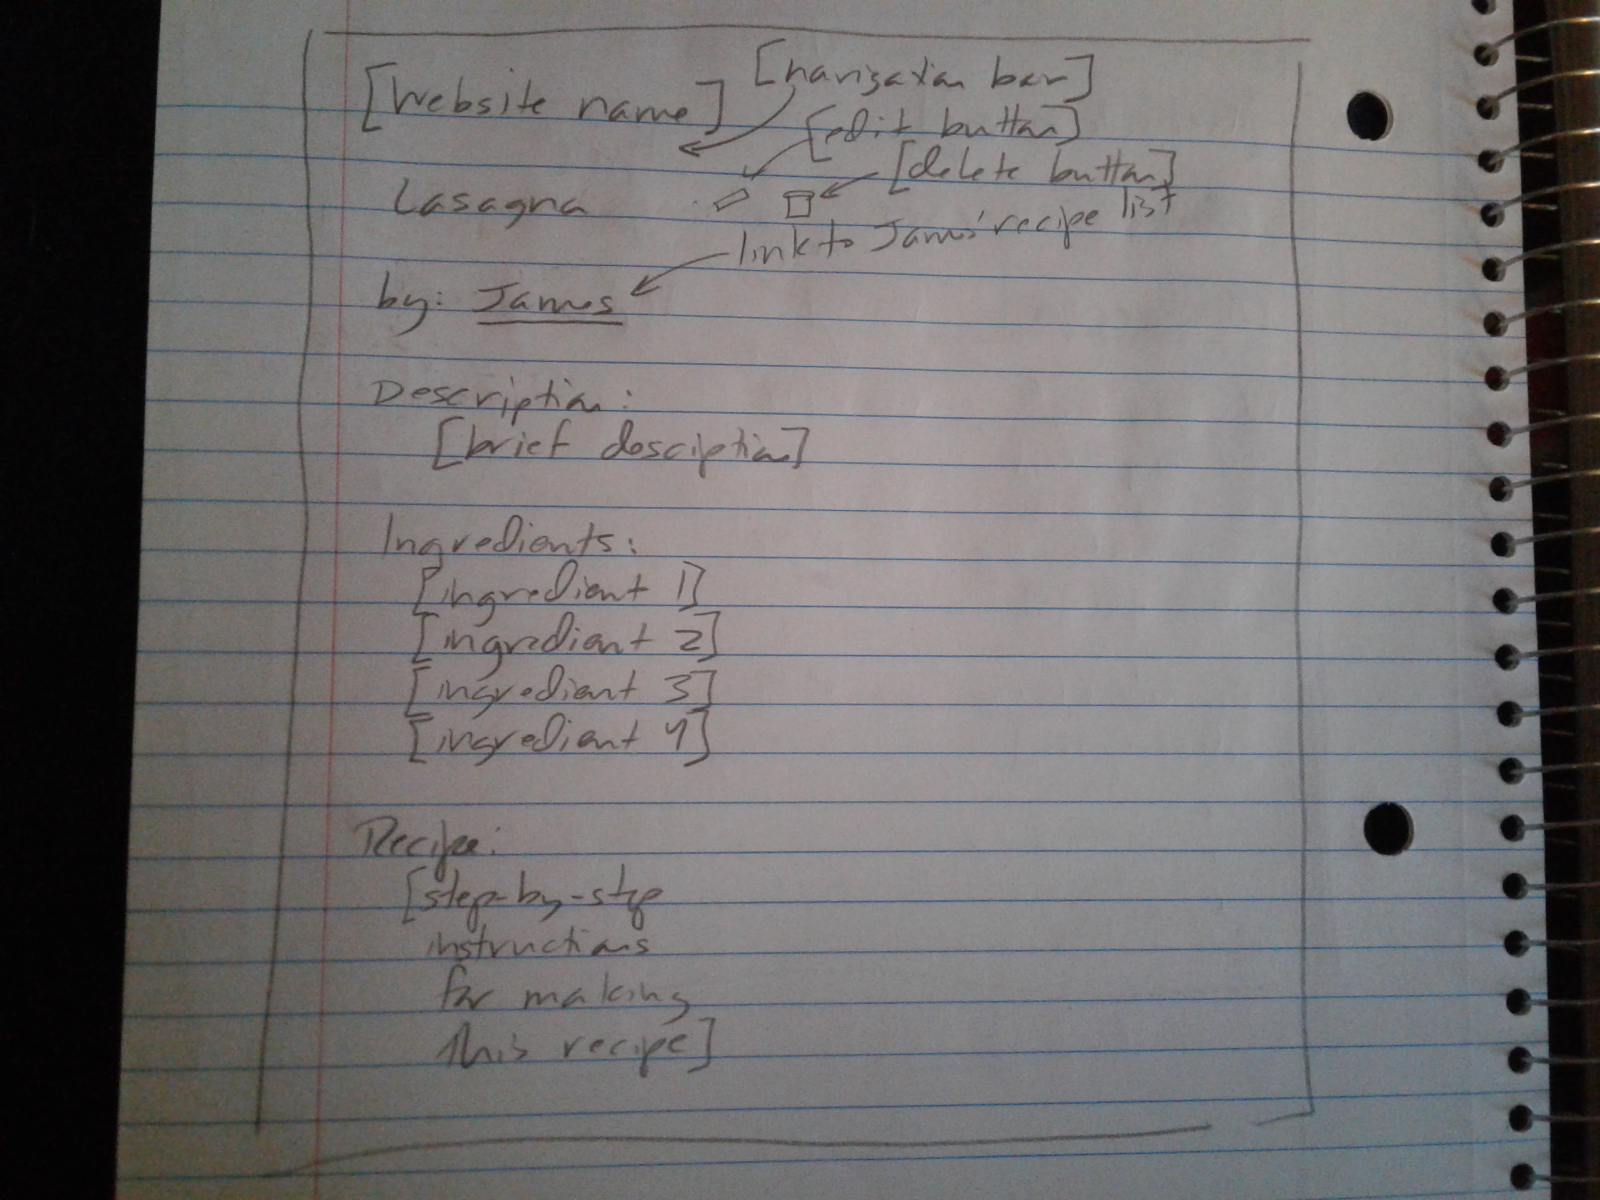 [Website name] [navigation bar]
[edit button]
Lasagna [delete button]
link to James' recipe list
by: James
Description:
[brief desciption]
Ingredients:
[ingredient 1]
[ingredient 2]
[ingredient 3]
[ingredient 4]
Recipe:
[step-by-step
instructions
for making
this recipe]